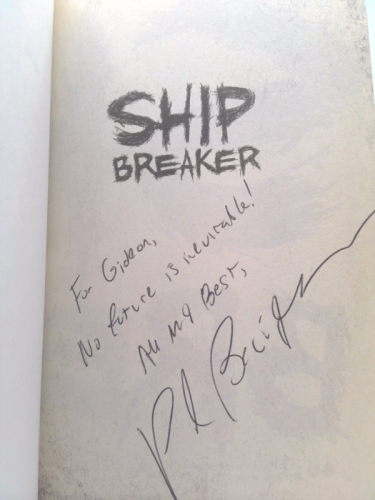 SHIP
BREAKER
For Gideon,
No future is inevitable!
All my Best,